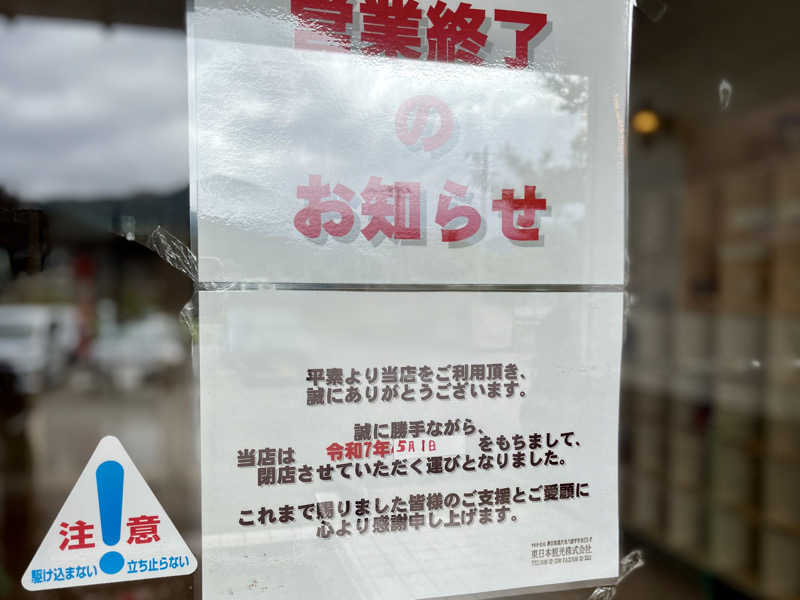 営業終了
の
お知らせ
平素より当店をご利用頂き、
誠にありがとうございます。
誠に勝手ながら、
当店は 令和7年5月1日 をもちまして、
閉店させていただく運びとなりました。
これまで賜りました皆様のご支援とご愛顧に
心より感謝申し上げます。
東日本観光株式会社
注意
駆け込まない 立ち止らない